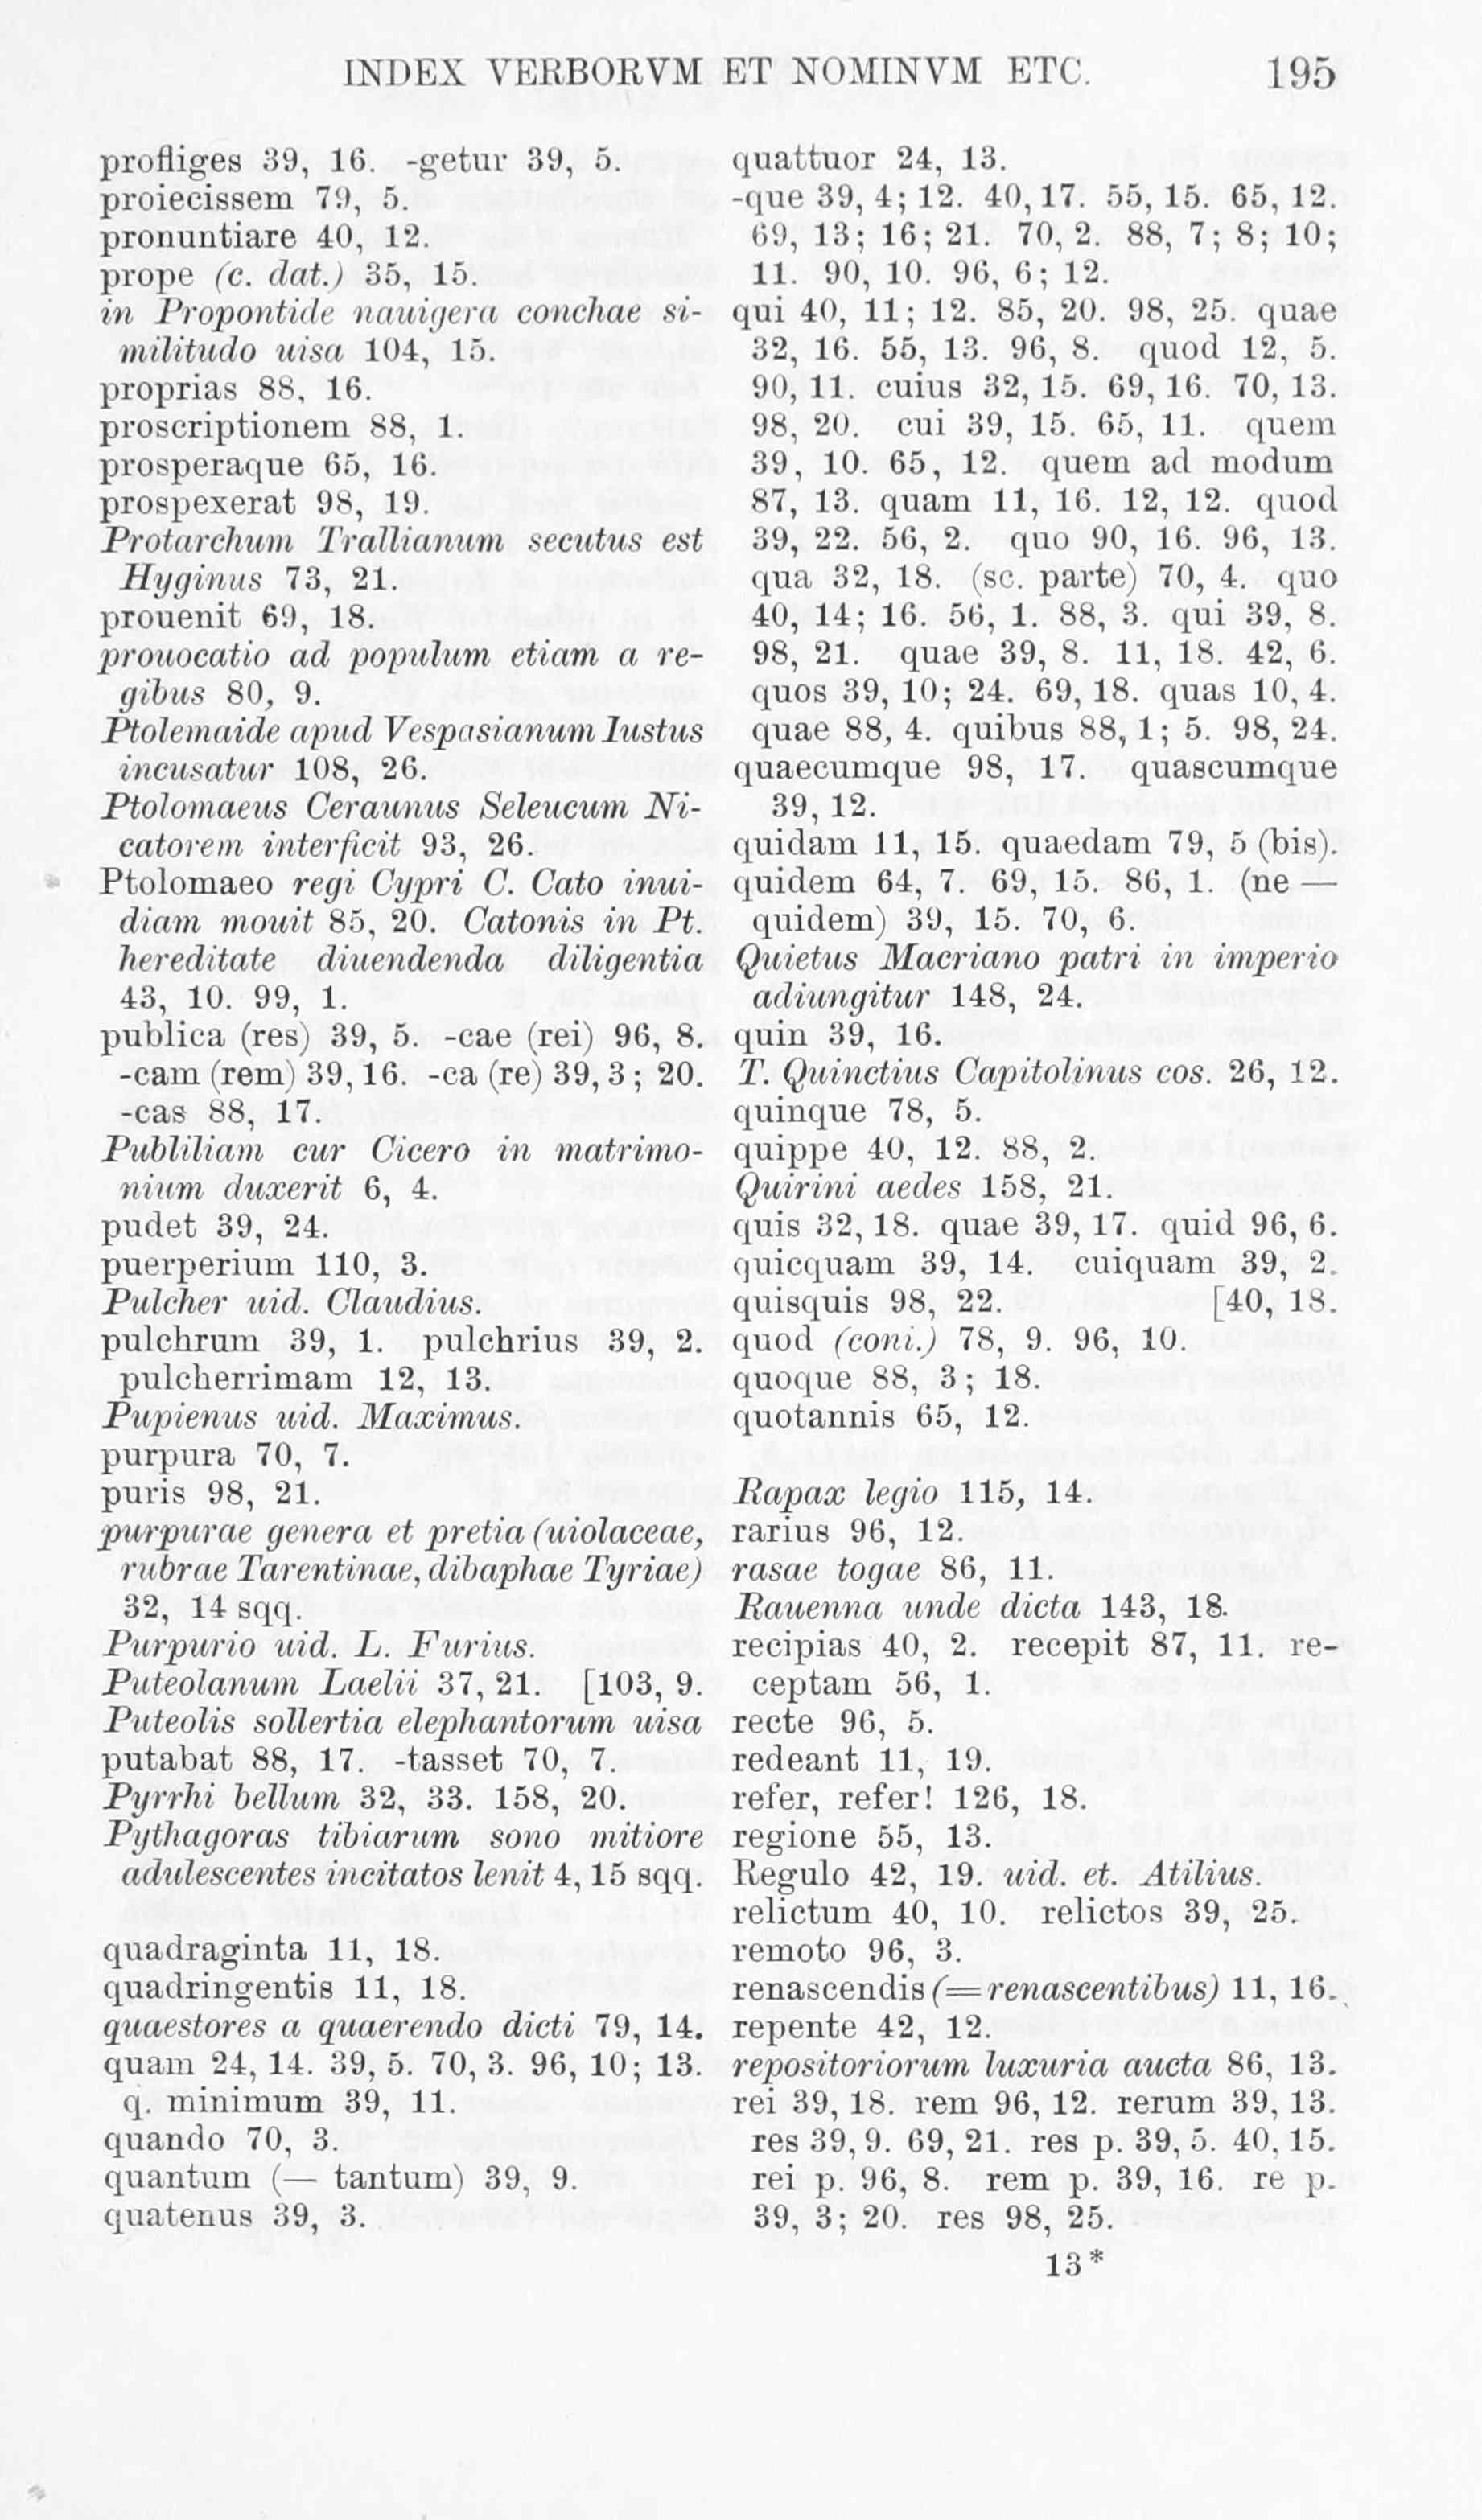 INDEX VERBORVM ET NOMINVM ETC. 195
profliges 39, 16. -getur 39, 5.
proiecissem 79, 5.
pronuntiare 40, 12.
prope (c. dat.) 35, 15.
in Propontide nauigera conchae si-
militudo uisa 104, 15.
proprias 88, 16.
proscriptionem 88, 1.
prosperaque 65, 16.
prospexerat 98, 19.
Protarchum Trallianum secutus est
Hyginus 73, 21.
prouenit 69, 18.
prouocatio ad populum etiam a re-
gibus 80, 9.
Ptolemaide apud Vespasianum Iustus
incusatur 108, 26.
Ptolomaeus Ceraunus Seleucum Ni-
catorem interficit 93, 26.
Ptolomaeo regi Cypri C. Cato inui-
diam mouit 85, 20. Catonis in Pt.
hereditate diuendenda diligentia
43, 10. 99, 1.
publica (res) 39, 5. -cae (rei) 96, 8.
-cam (rem) 39, 16. -ca (re) 39, 3; 20.
-cas 88, 17.
Publiliam cur Cicero in matrimo-
nium duxerit 6, 4.
pudet 39, 24.
puerperium 110, 3.
Pulcher uid. Claudius.
pulchrum 39, 1. pulchrius 39, 2.
pulcherrimam 12, 13.
Pupienus uid. Maximus.
purpura 70, 7.
puris 98, 21.
purpurae genera et pretia (uiolaceae,
rubrae Tarentinae, dibaphae Tyriae)
32, 14 sqq.
Purpurio uid. L. Furius.
Puteolanum Laelii 37, 21. [103, 9.
Puteolis sollertia elephantorum uisa
putabat 88, 17. -tasset 70, 7.
Pyrrhi bellum 32, 33. 158, 20.
Pythagoras tibiarum sono mitiore
adulescentes incitatos lenit 4, 15 sqq.
quadraginta 11, 18.
quadringentis 11, 18.
quaestores a quaerendo dicti 79, 14.
quam 24, 14. 39, 5. 70, 3. 96, 10; 13.
q. minimum 39, 11.
quando 70, 3.
quantum (— tantum) 39, 9.
quatenus 39, 3.
quattuor 24, 13.
-que 39, 4; 12. 40, 17. 55, 15. 65, 12.
69, 13; 16; 21. 70, 2. 88, 7; 8; 10;
11. 90, 10. 96, 6; 12.
qui 40, 11; 12. 85, 20. 98, 25. quae
32, 16. 55, 13. 96, 8. quod 12, 5.
90, 11. cuius 32, 15. 69, 16. 70, 13.
98, 20. cui 39, 15. 65, 11. quem
39, 10. 65, 12. quem ad modum
87, 13. quam 11, 16. 12, 12. quod
39, 22. 56, 2. quo 90, 16. 96, 13.
qua 32, 18. (sc. parte) 70, 4. quo
40, 14; 16. 56, 1. 88, 3. qui 39, 8.
98, 21. quae 39, 8. 11, 18. 42, 6.
quos 39, 10; 24. 69, 18. quas 10, 4.
quae 88, 4. quibus 88, 1; 5. 98, 24.
quaecumque 98, 17. quascumque
39, 12.
quidam 11, 15. quaedam 79, 5 (bis).
quidem 64, 7. 69, 15. 86, 1. (ne —
quidem) 39, 15. 70, 6.
Quietus Macriano patri in imperio
adiungitur 148, 24.
quin 39, 16.
T. Quinctius Capitolinus cos. 26, 12.
quinque 78, 5.
quippe 40, 12. 88, 2.
Quirini aedes 158, 21.
quis 32, 18. quae 39, 17. quid 96, 6.
quicquam 39, 14. cuiquam 39, 2.
quisquis 98, 22. [40, 18.
quod (coni.) 78, 9. 96, 10.
quoque 88, 3; 18.
quotannis 65, 12.
Rapax legio 115, 14.
rarius 96, 12.
rasae togae 86, 11.
Rauenna unde dicta 143, 18.
recipias 40, 2. recepit 87, 11. re-
ceptam 56, 1.
recte 96, 5.
redeant 11, 19.
refer, refer! 126, 18.
regione 55, 13.
Regulo 42, 19. uid. et. Atilius.
relictum 40, 10. relictos 39, 25.
remoto 96, 3.
renascendis (= renascentibus) 11, 16.
repente 42, 12.
repositoriorum luxuria aucta 86, 13.
rei 39, 18. rem 96, 12. rerum 39, 13.
res 39, 9. 69, 21. res p. 39, 5. 40, 15.
rei p. 96, 8. rem p. 39, 16. re p.
39, 3; 20. res 98, 25.
13*